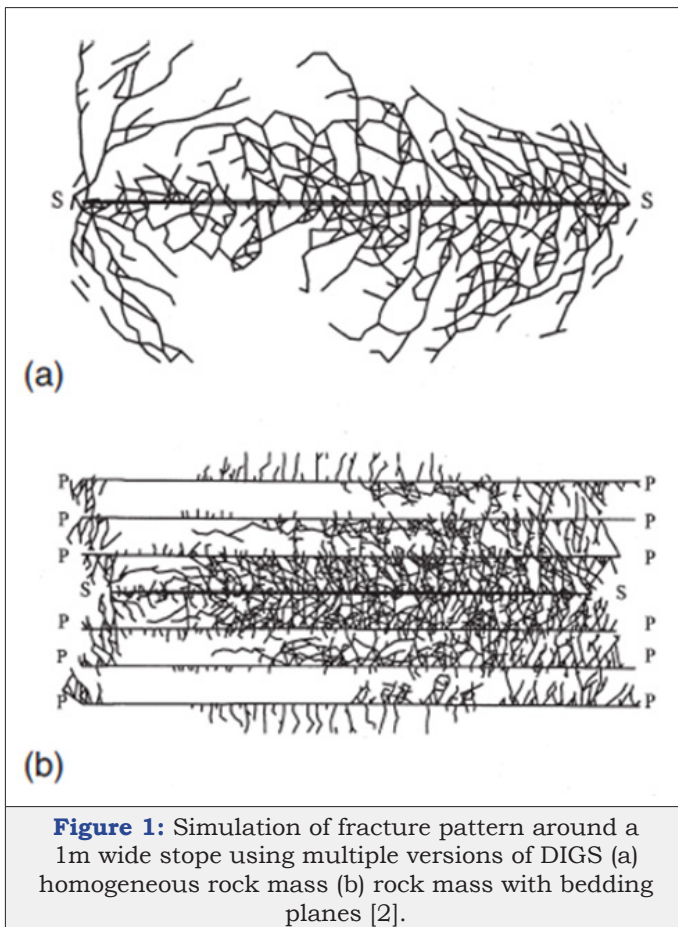 S S
(a)
P P
P P
P P
S S
P P
P P
P P
(b)
Figure 1: Simulation of fracture pattern around a
1m wide stope using multiple versions of DIGS (a)
homogeneous rock mass (b) rock mass with bedding
planes [2].